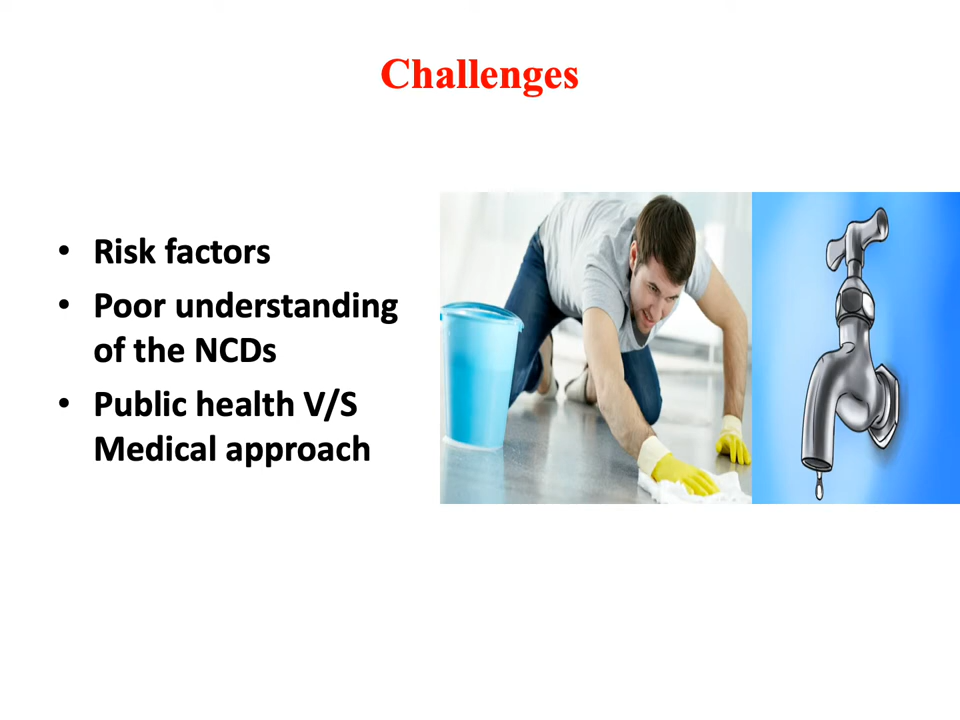 Challenges
• Risk factors
• Poor understanding
of the NCDs
• Public health V/S
Medical approach